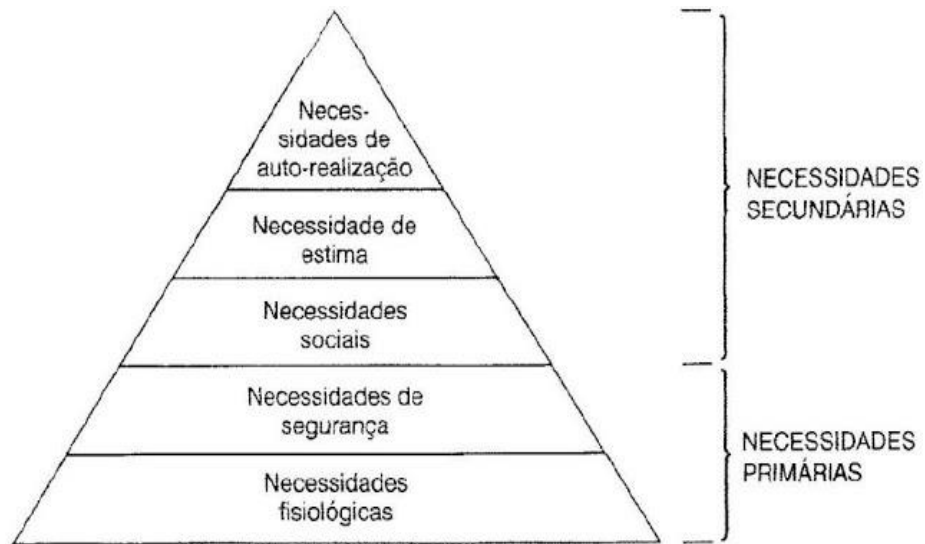 Neces-
sidades de
auto-realização
Necessidade de
estima
Necessidades
sociais
Necessidades de
segurança
Necessidades
fisiológicas
NECESSIDADES
SECUNDÁRIAS
NECESSIDADES
PRIMÁRIAS